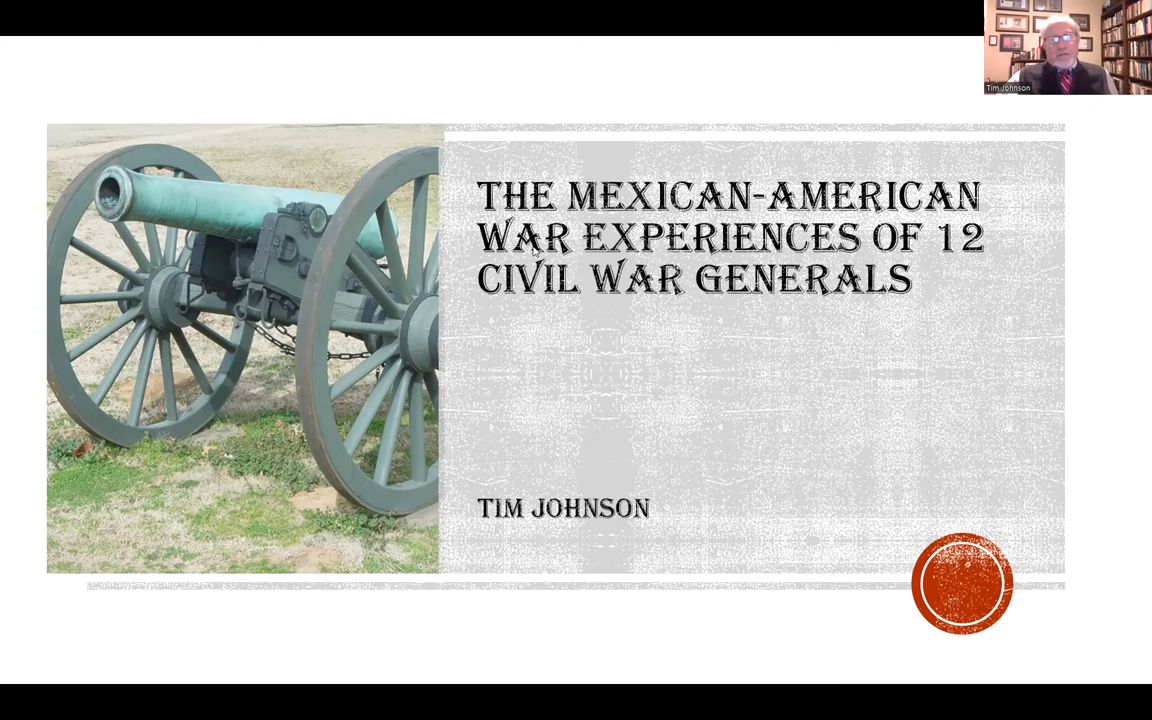 Tim Johnson
THE MEXICAN-AMERICAN
WAR EXPERIENCES OF 12
CIVIL WAR GENERALS
TIM JOHNSON